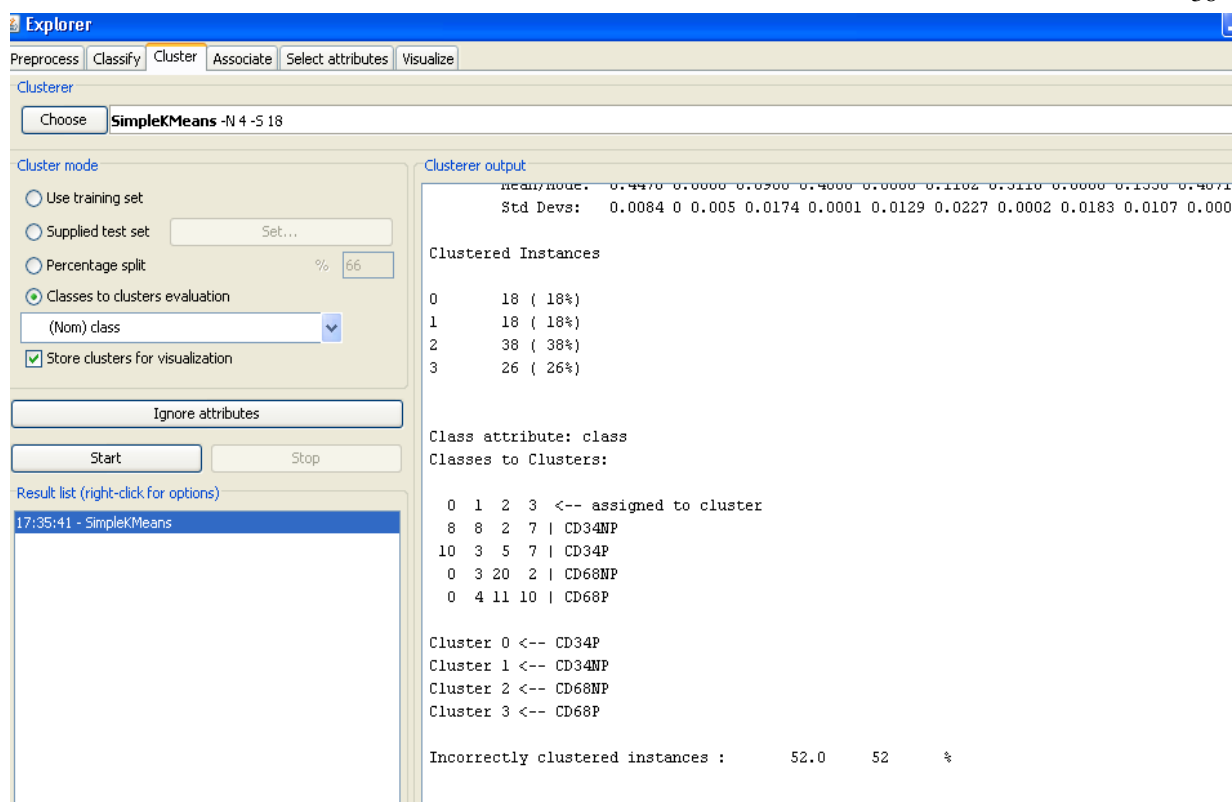 Explorer
Preprocess Classify Cluster Associate Select attributes Visualize
Clusterer
Choose SimpleKMeans -N 4 -S 18
Cluster mode
Use training set
Supplied test set Set...
Percentage split % 66
Classes to clusters evaluation
(Nom) class
Store clusters for visualization
Ignore attributes
Start Stop
Result list (right-click for options)
17:35:41 - SimpleKMeans
Clusterer output
Std Devs: 0.0084 0 0.005 0.0174 0.0001 0.0129 0.0227 0.0002 0.0183 0.0107 0.000
Clustered Instances
0 18 ( 18%)
1 18 ( 18%)
2 38 ( 38%)
3 26 ( 26%)
Class attribute: class
Classes to Clusters:
0 1 2 3 <-- assigned to cluster
8 8 2 7 | CD34NP
10 3 5 7 | CD34P
0 3 20 2 | CD68NP
0 4 11 10 | CD68P
Cluster 0 <-- CD34P
Cluster 1 <-- CD34NP
Cluster 2 <-- CD68NP
Cluster 3 <-- CD68P
Incorrectly clustered instances : 52.0 52 %